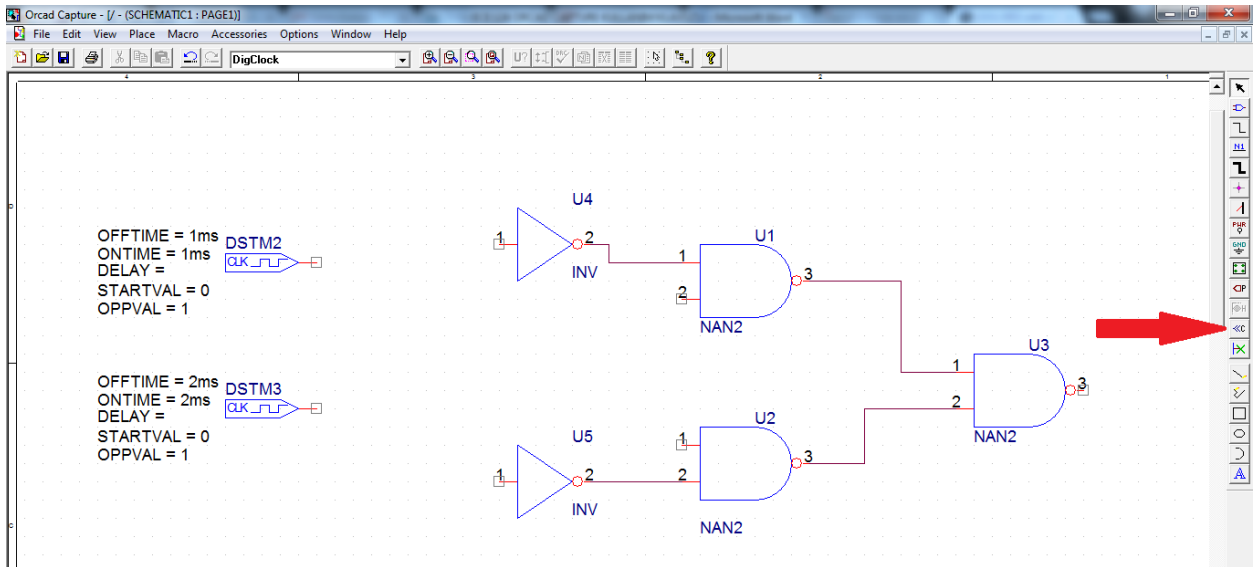 Orcad Capture - [/ - (SCHEMATIC1 : PAGE1)]
File Edit View Place Macro Accessories Options Window Help
DigClock
U?
4 3 2 1
N1
PWR
GND
D
U4
1 2
INV
OFFTIME = 1ms
ONTIME = 1ms
DELAY =
STARTVAL = 0
OPPVAL = 1
DSTM2
CLK
U1
1
2
3
NAN2
U3
1
2
3
NAN2
OFFTIME = 2ms
ONTIME = 2ms
DELAY =
STARTVAL = 0
OPPVAL = 1
DSTM3
CLK
U5
1 2
INV
U2
1
2
3
NAN2
«C
A
C